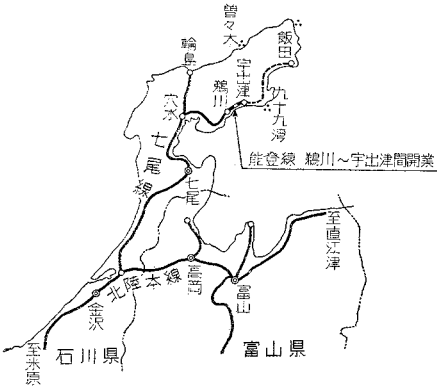 曽々木
飯田
輪島
宇出津
鵜川
九十九湾
穴水
能登線 鵜川〜宇出津間開業
七尾線
七尾
至直江津
北陸本線
高岡
富山
金沢
至米原
石川県
富山県